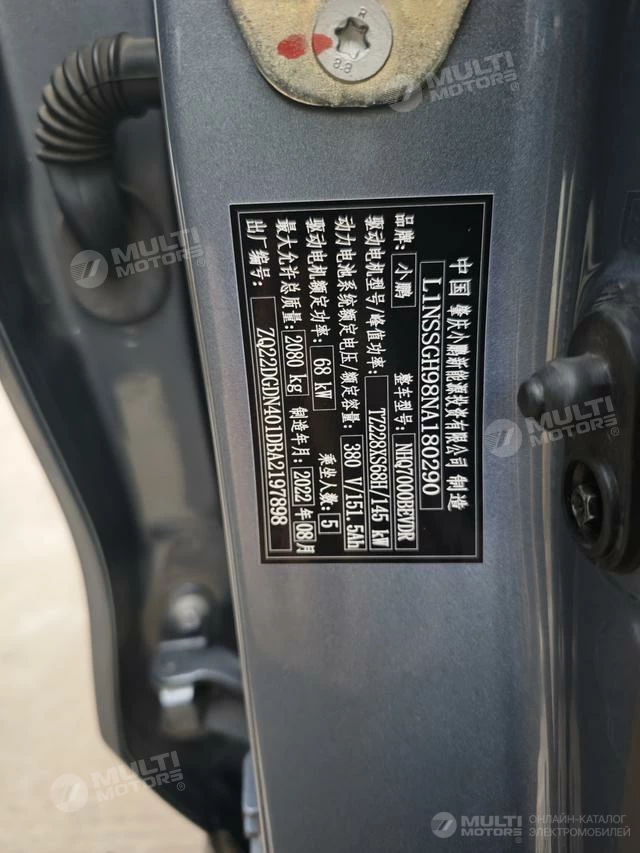 中国 肇庆小鹏新能源投资有限公司 制造
L1NSSGH98NA180290
品牌: 小鹏 整车型号: NHQ7000BEVDR
驱动电机型号/峰值功率: TZ228XS68H/145 kW
动力电池系统额定电压/额定容量: 380 V/151.5Ah
驱动电机额定功率: 68 kW 乘坐人数: 5
最大允许总质量: 2080 kg 制造年月: 2022年08月
出厂编号: ZQ22DGDN401DBA2197898
R
8.8
MULTI MOTORS®
MULTI MOTORS®
MULTI MOTORS®
MULTI MOTORS®
MULTI MOTORS®
ОНЛАЙН-КАТАЛОГ
ЭЛЕКТРОМОБИЛЕЙ